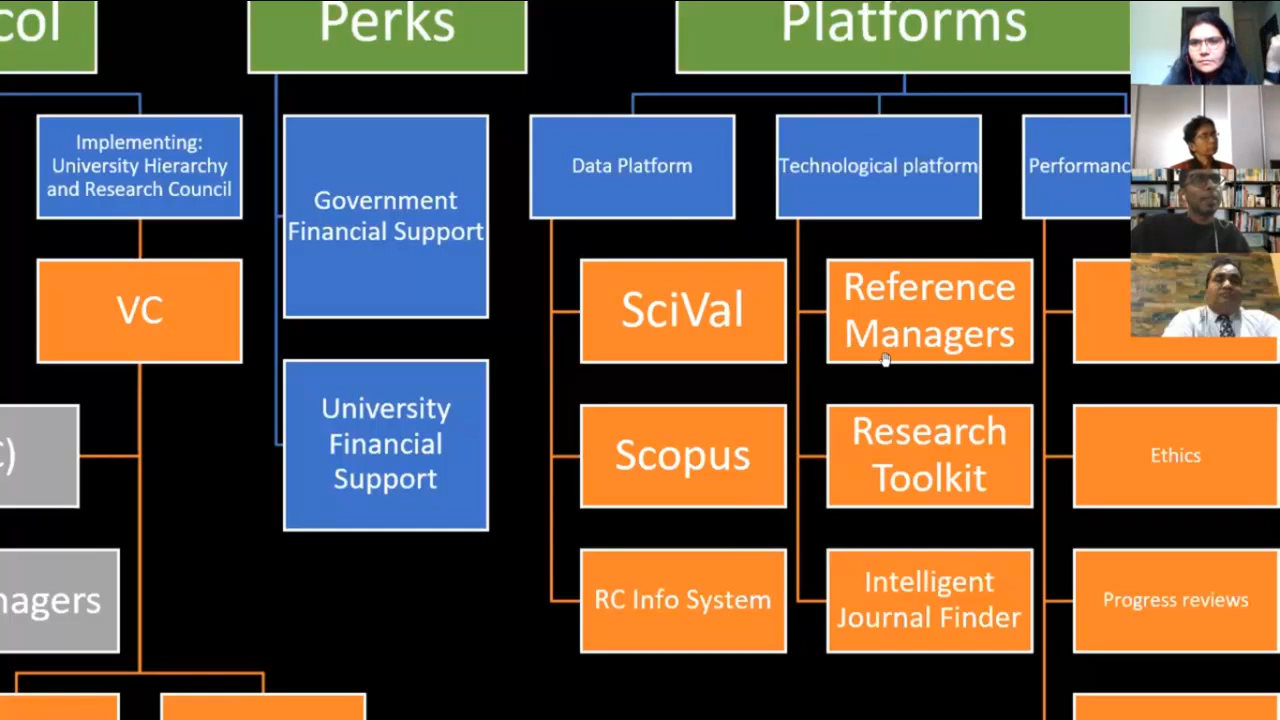 col
Perks
Platforms
Implementing:
University Hierarchy
and Research Council
Government
Financial Support
Data Platform
Technological platform
Performanc
VC
SciVal
Reference
Managers
University
Financial
Support
C)
Scopus
Research
Toolkit
Ethics
nagers
RC Info System
Intelligent
Journal Finder
Progress reviews